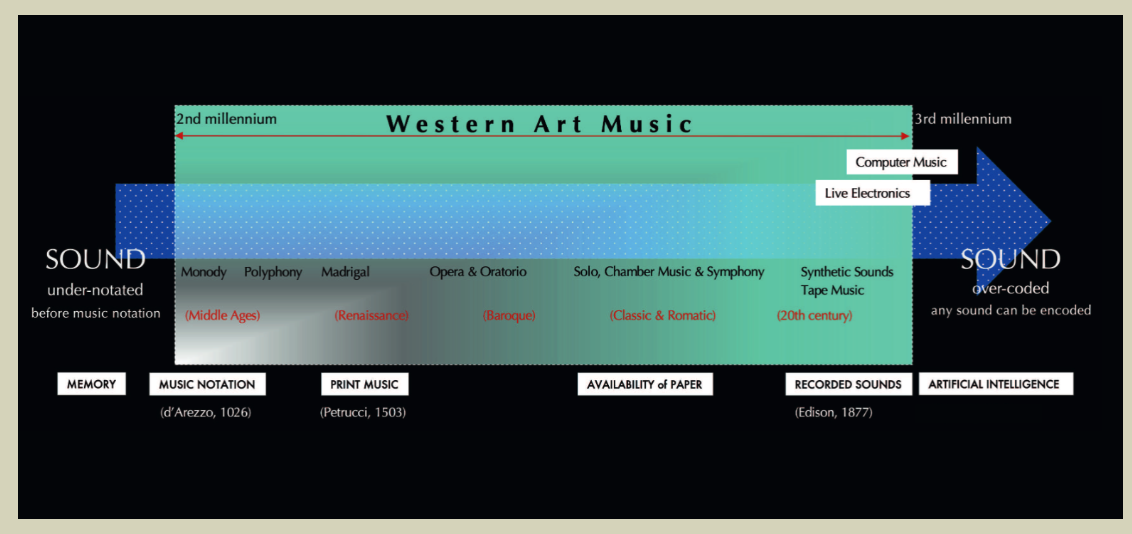 2nd millennium
Western Art Music
3rd millennium
Computer Music
Live Electronics
SOUND
under-notated
before music notation
Monody
Polyphony
Madrigal
Opera & Oratorio
Solo, Chamber Music & Symphony
Synthetic Sounds
Tape Music
(Middle Ages)
(Renaissance)
(Baroque)
(Classic & Romatic)
(20th century)
SOUND
over-coded
any sound can be encoded
MEMORY
MUSIC NOTATION
PRINT MUSIC
AVAILABILITY of PAPER
RECORDED SOUNDS
ARTIFICIAL INTELLIGENCE
(d'Arezzo, 1026)
(Petrucci, 1503)
(Edison, 1877)